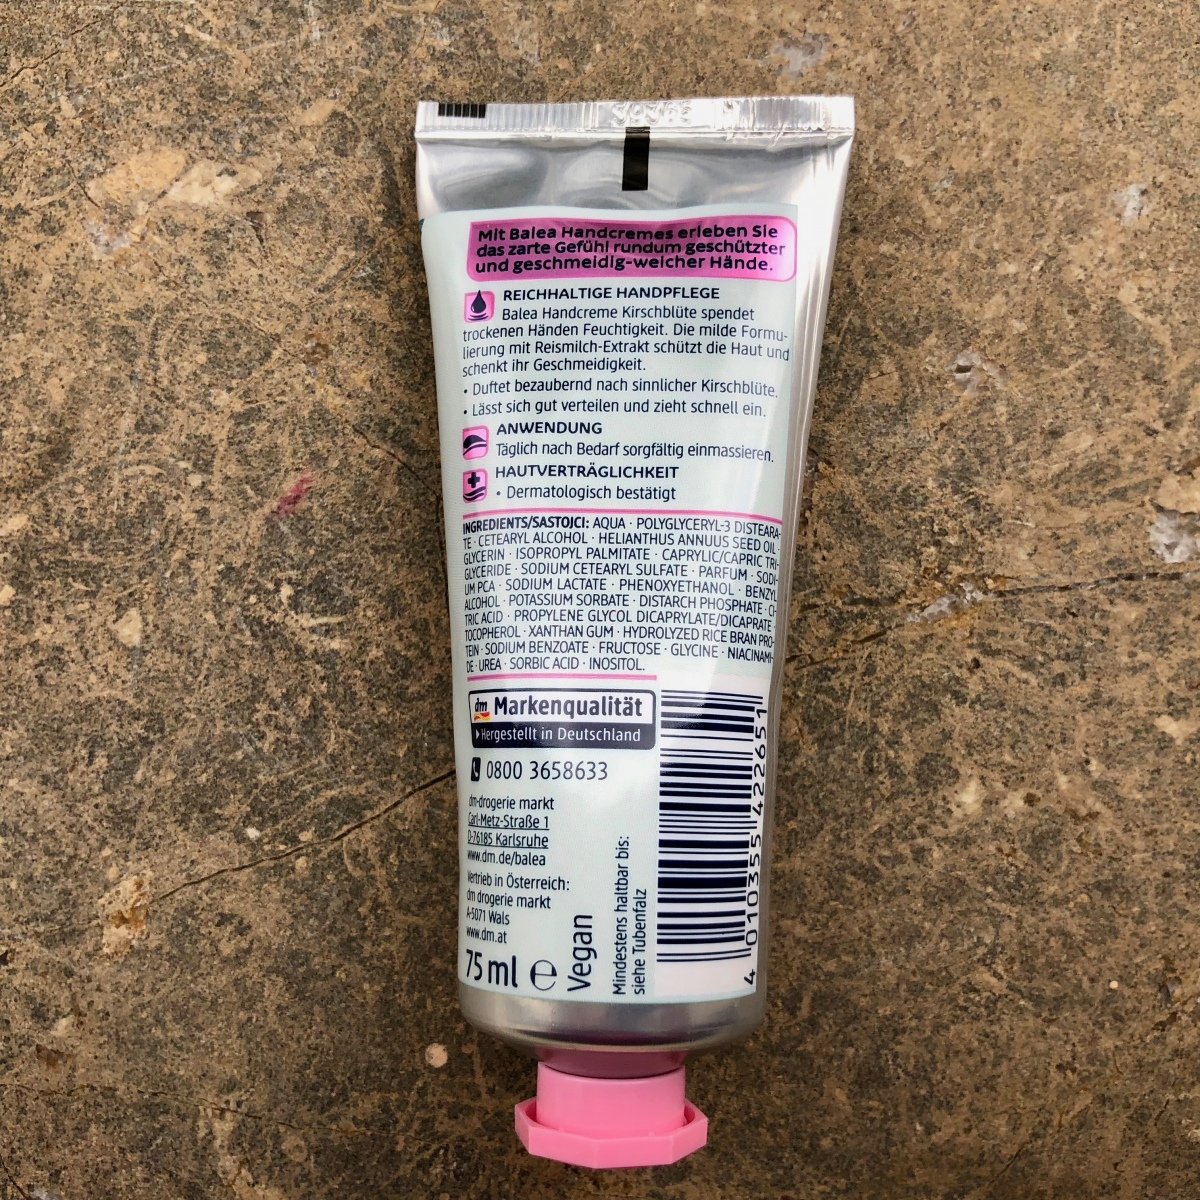 Mit Balea Handcremes erleben Sie
das zarte Gefühl rundum geschützter
und geschmeidig-weicher Hände.
REICHHALTIGE HANDPFLEGE
Balea Handcreme Kirschblüte spendet
trockenen Händen Feuchtigkeit. Die milde Formu-
lierung mit Reismilch-Extrakt schützt die Haut und
schenkt ihr Geschmeidigkeit.
• Duftet bezaubernd nach sinnlicher Kirschblüte.
• Lässt sich gut verteilen und zieht schnell ein.
ANWENDUNG
Täglich nach Bedarf sorgfältig einmassieren.
HAUTVERTRÄGLICHKEIT
• Dermatologisch bestätigt
INGREDIENTS/SASTOJCI: AQUA · POLYGLYCERYL-3 DISTEARA-
TE · CETEARYL ALCOHOL · HELIANTHUS ANNUUS SEED OIL ·
GLYCERIN · ISOPROPYL PALMITATE · CAPRYLIC/CAPRIC TRI-
GLYCERIDE · SODIUM CETEARYL SULFATE · PARFUM · SODI-
UM PCA · SODIUM LACTATE · PHENOXYETHANOL · BENZYL
ALCOHOL · POTASSIUM SORBATE · DISTARCH PHOSPHATE · CI-
TRIC ACID · PROPYLENE GLYCOL DICAPRYLATE/DICAPRATE ·
TOCOPHEROL · XANTHAN GUM · HYDROLYZED RICE BRAN PRO-
TEIN · SODIUM BENZOATE · FRUCTOSE · GLYCINE · NIACINAMI-
DE · UREA · SORBIC ACID · INOSITOL.
dm Markenqualität
Hergestellt in Deutschland
0800 3658633
dm-drogerie markt
Carl-Metz-Straße 1
D-76185 Karlsruhe
www.dm.de/balea
Vertrieb in Österreich:
dm drogerie markt
A-5071 Wals
www.dm.at
75 ml e
Vegan
Mindestens haltbar bis:
siehe Tubenfalz
4 010355 422651